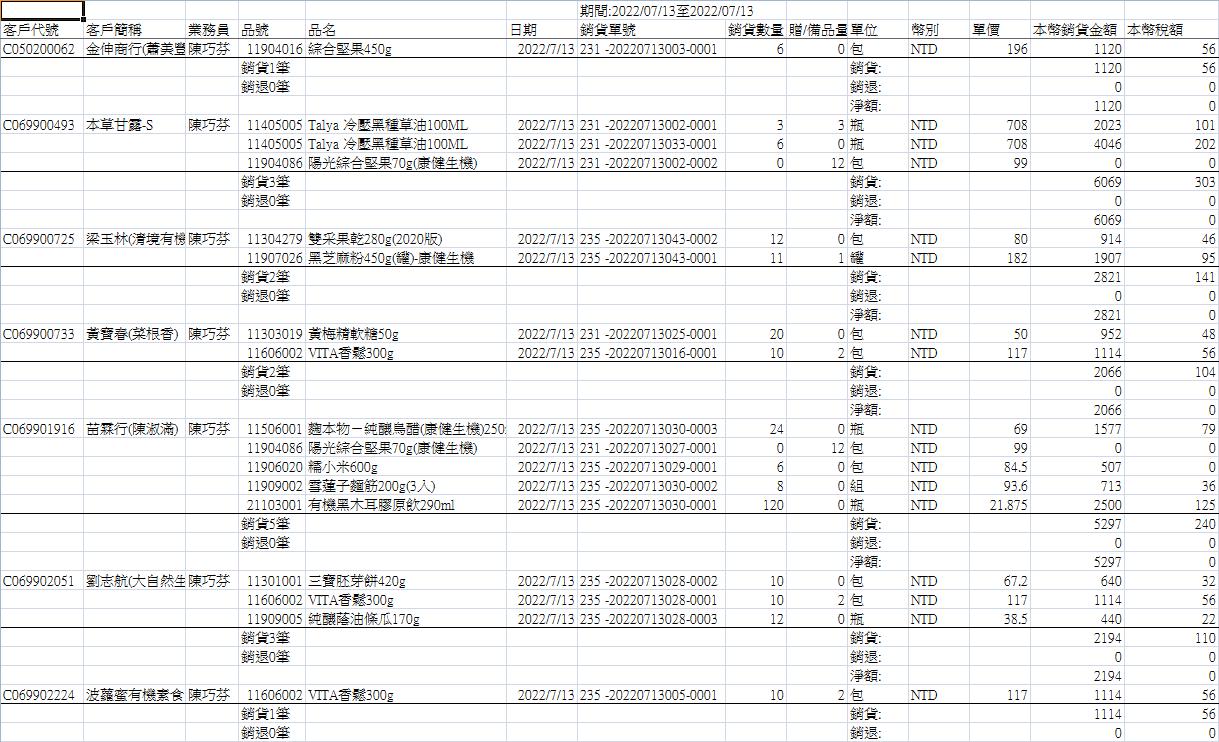 期間:2022/07/13至2022/07/13
客戶代號 客戶簡稱 業務員 品號 品名 日期 銷貨單號 銷貨數量 贈/備品量 單位 幣別 單價 本幣銷貨金額 本幣稅額
C050200062 金伸商行(蕭美豐 陳巧芬 11904016 綜合堅果450g 2022/7/13 231 -20220713003-0001 6 0 包 NTD 196 1120 56
銷貨1筆 銷貨: 1120 56
銷退0筆 銷退: 0 0
淨額: 1120 0
C069900493 本草甘露-S 陳巧芬 11405005 Talya 冷壓黑種草油100ML 2022/7/13 231 -20220713002-0001 3 3 瓶 NTD 708 2023 101
11405005 Talya 冷壓黑種草油100ML 2022/7/13 231 -20220713033-0001 6 0 瓶 NTD 708 4046 202
11904086 陽光綜合堅果70g(康健生機) 2022/7/13 231 -20220713002-0002 0 12 包 NTD 99 0 0
銷貨3筆 銷貨: 6069 303
銷退0筆 銷退: 0 0
淨額: 6069 0
C069900725 梁玉林(清境有機 陳巧芬 11304279 雙采果乾280g(2020版) 2022/7/13 235 -20220713043-0002 12 0 包 NTD 80 914 46
11907026 黑芝麻粉450g(罐)-康健生機 2022/7/13 235 -20220713043-0001 11 1 罐 NTD 182 1907 95
銷貨2筆 銷貨: 2821 141
銷退0筆 銷退: 0 0
淨額: 2821 0
C069900733 黃寶春(菜根香) 陳巧芬 11303019 黃梅精軟糖50g 2022/7/13 231 -20220713025-0001 20 0 包 NTD 50 952 48
11606002 VITA香鬆300g 2022/7/13 235 -20220713016-0001 10 2 包 NTD 117 1114 56
銷貨2筆 銷貨: 2066 104
銷退0筆 銷退: 0 0
淨額: 2066 0
C069901916 苗霖行(陳淑滿) 陳巧芬 11506001 麴本物－純釀烏醋(康健生機)250 2022/7/13 235 -20220713030-0003 24 0 瓶 NTD 69 1577 79
11904086 陽光綜合堅果70g(康健生機) 2022/7/13 231 -20220713027-0001 0 12 包 NTD 99 0 0
11906020 糯小米600g 2022/7/13 235 -20220713029-0001 6 0 包 NTD 84.5 507 0
11909002 雪蓮子麵筋200g(3入) 2022/7/13 235 -20220713030-0002 8 0 組 NTD 93.6 713 36
21103001 有機黑木耳膠原飲290ml 2022/7/13 235 -20220713030-0001 120 0 瓶 NTD 21.875 2500 125
銷貨5筆 銷貨: 5297 240
銷退0筆 銷退: 0 0
淨額: 5297 0
C069902051 劉志航(大自然生 陳巧芬 11301001 三寶胚芽餅420g 2022/7/13 235 -20220713028-0002 10 0 包 NTD 67.2 640 32
11606002 VITA香鬆300g 2022/7/13 235 -20220713028-0001 10 2 包 NTD 117 1114 56
11909005 純釀蔭油條瓜170g 2022/7/13 235 -20220713028-0003 12 0 瓶 NTD 38.5 440 22
銷貨3筆 銷貨: 2194 110
銷退0筆 銷退: 0 0
淨額: 2194 0
C069902224 波蘿蜜有機素食 陳巧芬 11606002 VITA香鬆300g 2022/7/13 235 -20220713005-0001 10 2 包 NTD 117 1114 56
銷貨1筆 銷貨: 1114 56
銷退0筆 銷退: 0 0